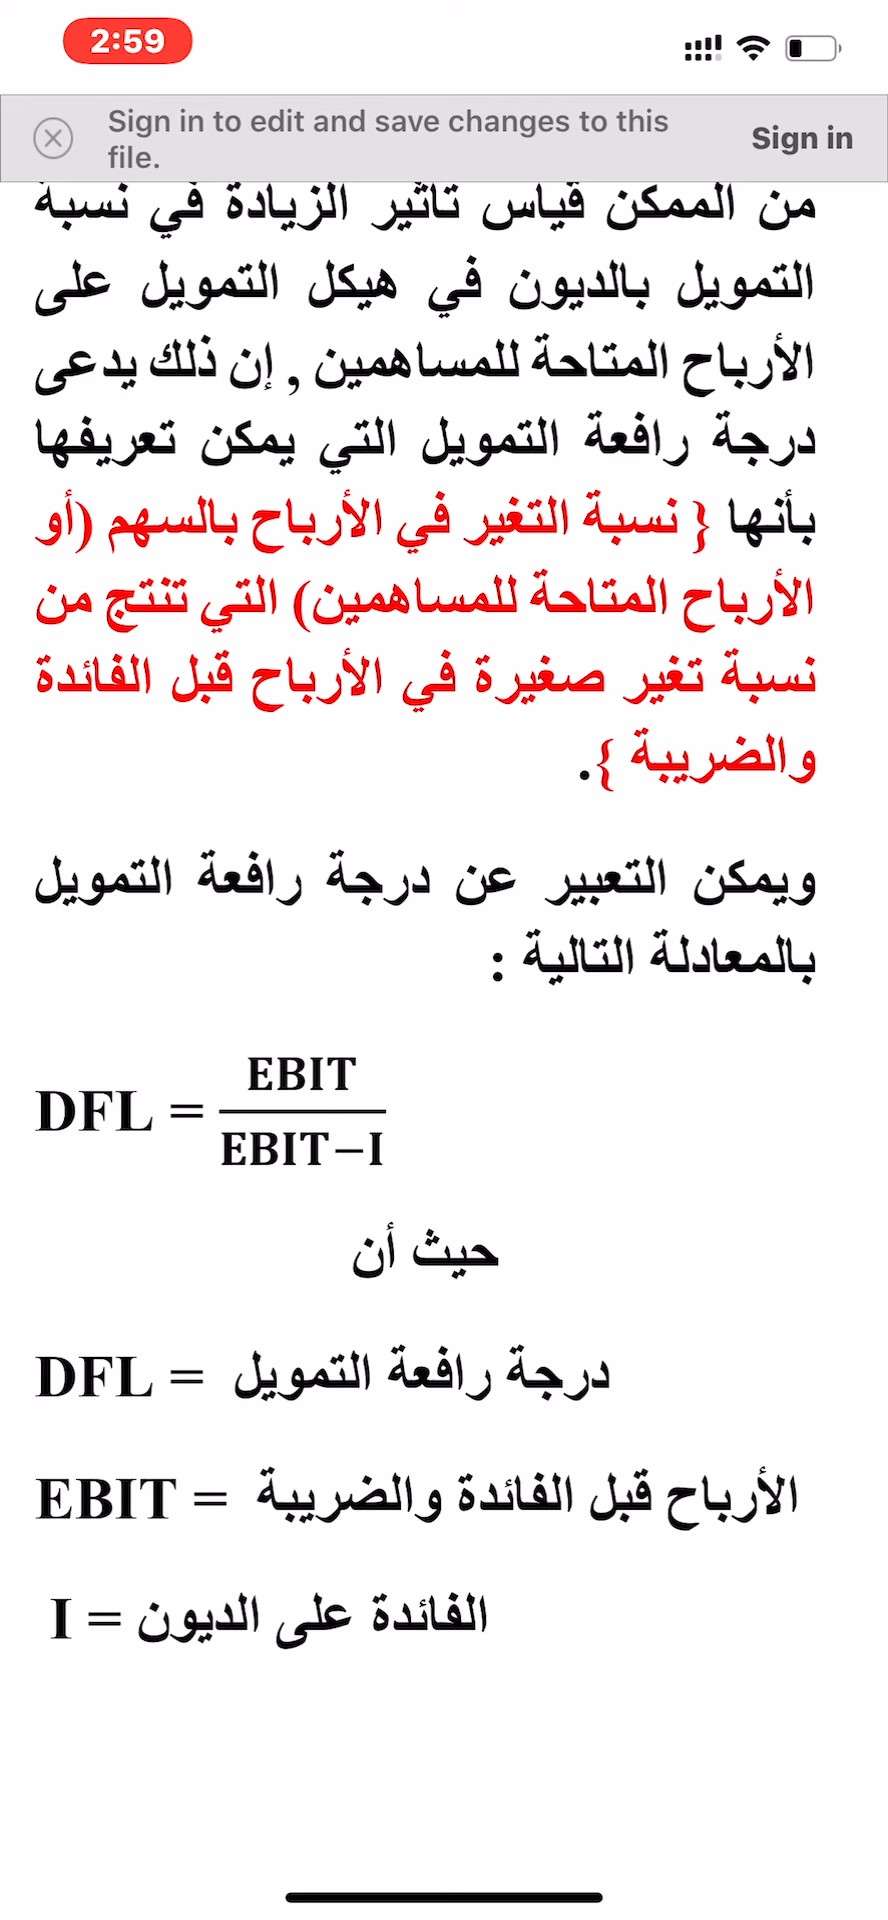 2:59
Sign in to edit and save changes to this
file.
Sign in
من الممكن قياس تأثير الزيادة في نسبة
التمويل بالديون في هيكل التمويل على
الأرباح المتاحة للمساهمين , إن ذلك يدعى
درجة رافعة التمويل التي يمكن تعريفها
بأنها { نسبة التغير في الأرباح بالسهم (أو
الأرباح المتاحة للمساهمين) التي تنتج من
نسبة تغير صغيرة في الأرباح قبل الفائدة
والضريبة }.
ويمكن التعبير عن درجة رافعة التمويل
بالمعادلة التالية :
DFL = EBIT / EBIT−I
حيث أن
DFL = درجة رافعة التمويل
EBIT = الأرباح قبل الفائدة والضريبة
I = الفائدة على الديون